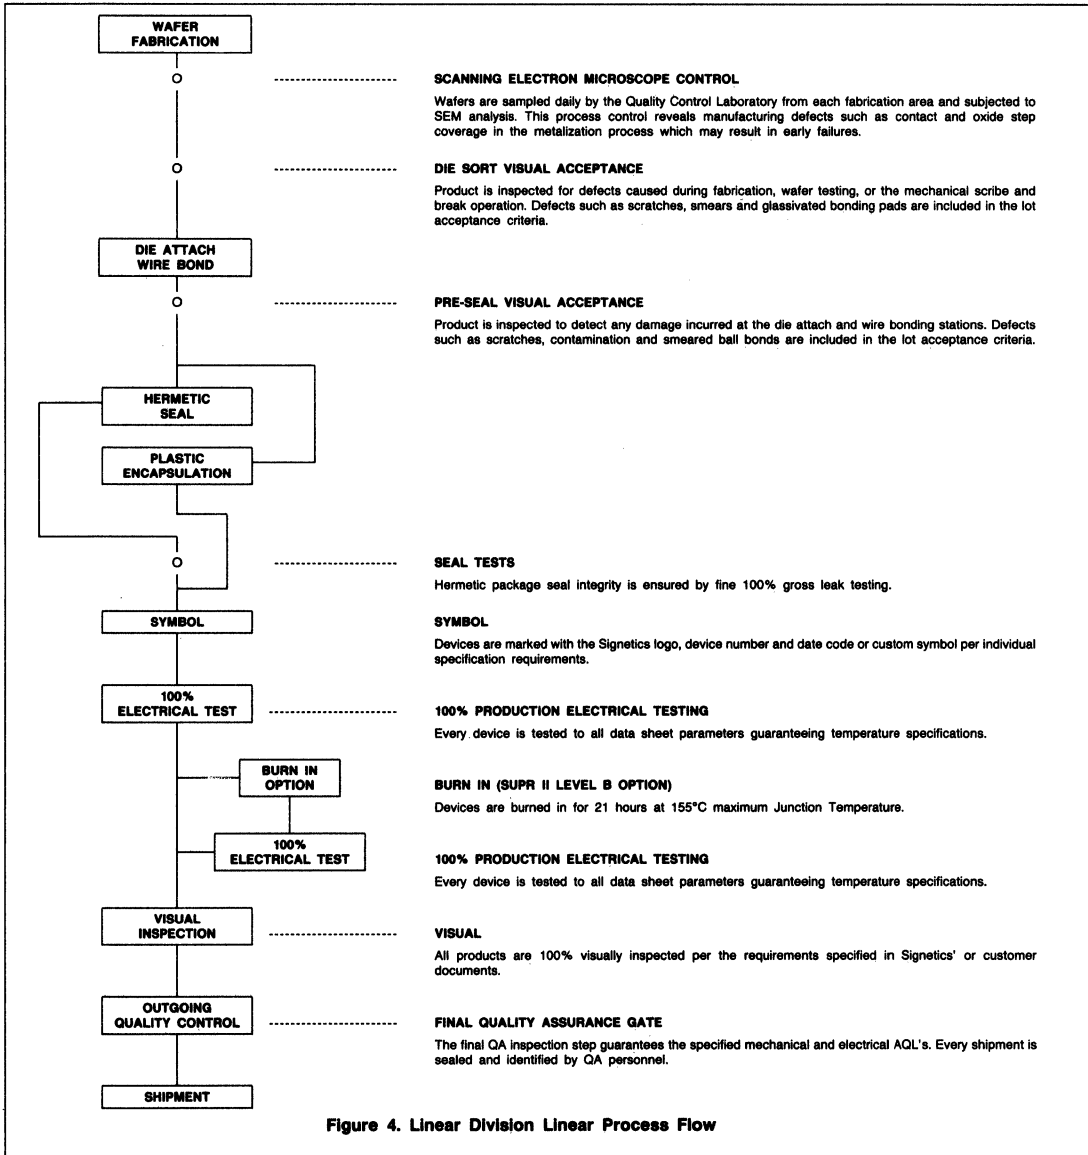 WAFER
FABRICATION
SCANNING ELECTRON MICROSCOPE CONTROL
Wafers are sampled daily by the Quality Control Laboratory from each fabrication area and subjected to
SEM analysis. This process control reveals manufacturing defects such as contact and oxide step
coverage in the metalization process which may result in early failures.
DIE SORT VISUAL ACCEPTANCE
Product is inspected for defects caused during fabrication, wafer testing, or the mechanical scribe and
break operation. Defects such as scratches, smears and glassivated bonding pads are included in the lot
acceptance criteria.
DIE ATTACH
WIRE BOND
PRE-SEAL VISUAL ACCEPTANCE
Product is inspected to detect any damage incurred at the die attach and wire bonding stations. Defects
such as scratches, contamination and smeared ball bonds are included in the lot acceptance criteria.
HERMETIC
SEAL
PLASTIC
ENCAPSULATION
SEAL TESTS
Hermetic package seal integrity is ensured by fine 100% gross leak testing.
SYMBOL
SYMBOL
Devices are marked with the Signetics logo, device number and date code or custom symbol per individual
specification requirements.
100%
ELECTRICAL TEST
100% PRODUCTION ELECTRICAL TESTING
Every device is tested to all data sheet parameters guaranteeing temperature specifications.
BURN IN
OPTION
BURN IN (SUPR II LEVEL B OPTION)
Devices are burned in for 21 hours at 155°C maximum Junction Temperature.
100%
ELECTRICAL TEST
100% PRODUCTION ELECTRICAL TESTING
Every device is tested to all data sheet parameters guaranteeing temperature specifications.
VISUAL
INSPECTION
VISUAL
All products are 100% visually inspected per the requirements specified in Signetics' or customer
documents.
OUTGOING
QUALITY CONTROL
FINAL QUALITY ASSURANCE GATE
The final QA inspection step guarantees the specified mechanical and electrical AQL's. Every shipment is
sealed and identified by QA personnel.
SHIPMENT
Figure 4. Linear Division Linear Process Flow